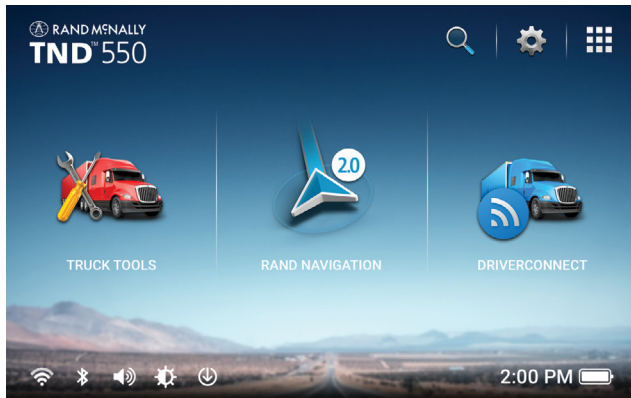 RAND MCNALLY
TND™ 550
2.0
TRUCK TOOLS
RAND NAVIGATION
DRIVERCONNECT
2:00 PM